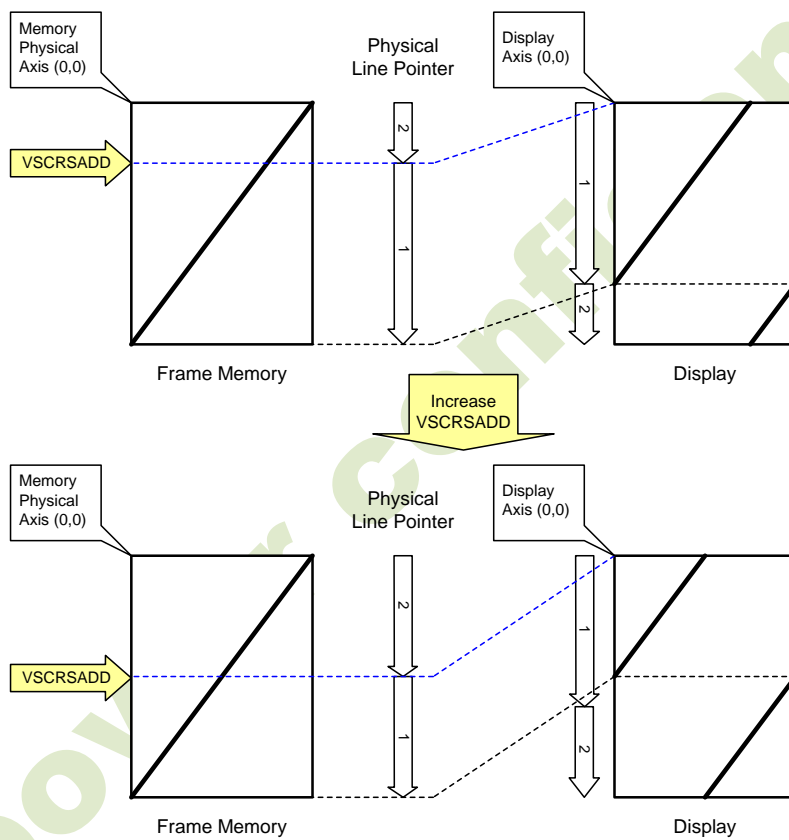 Memory
Physical
Axis (0,0)
Physical
Line Pointer
Display
Axis (0,0)
VSCRSADD
2
1
1
2
Frame Memory
Display
Increase
VSCRSADD
Memory
Physical
Axis (0,0)
Physical
Line Pointer
Display
Axis (0,0)
VSCRSADD
2
1
1
2
Frame Memory
Display